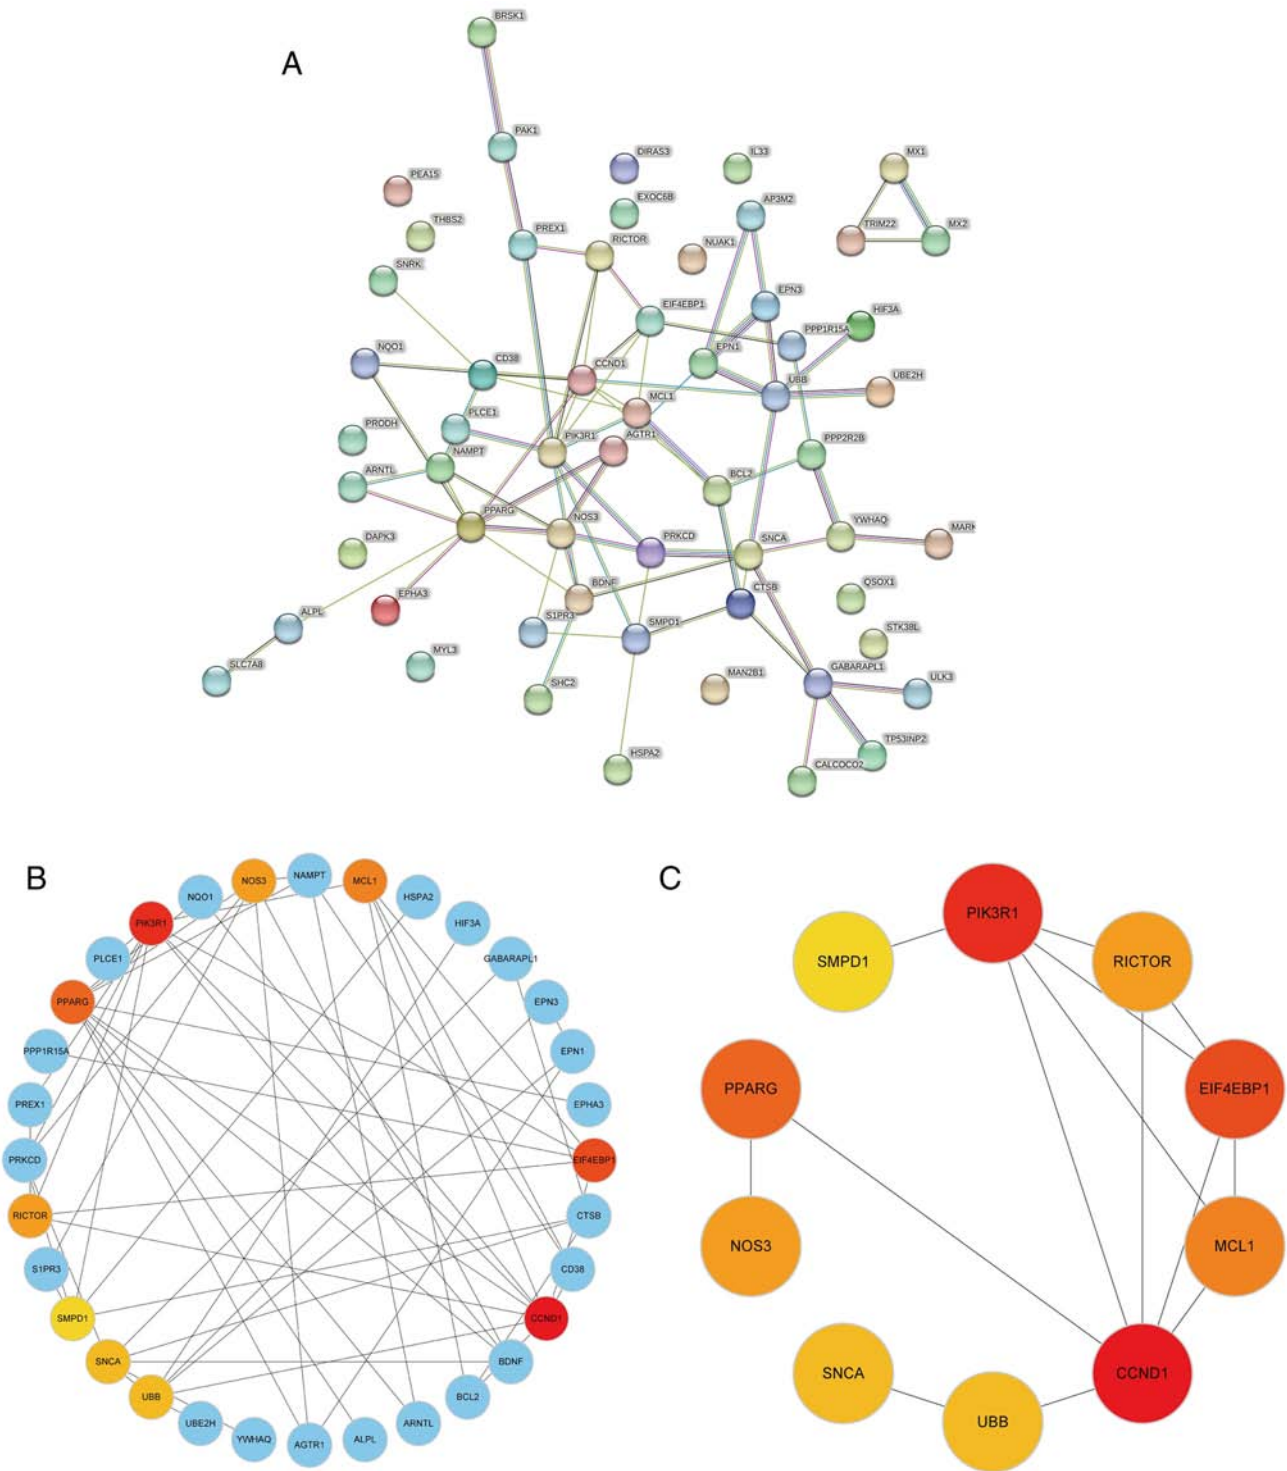 A
BRSK1
PAK1
DIRAS3
IL33
MX1
PEA15
EXOC6B
AP3M2
THBS2
TRIM22
MX2
PREX1
RICTOR
NUAK1
SNRK
EPN3
EIF4EBP1
HIF3A
PPP1R15A
NQO1
CD38
CCND1
EPN1
UBB
UBE2H
MCL1
PLCE1
PRODH
PIK3R1
AGTR1
PPP2R2B
NAMPT
ARNTL
BCL2
PPARG
NOS3
YWHAQ
MARK
DAPK3
PRKCD
SNCA
EPHA3
BDNF
CTSB
QSOX1
ALPL
S1PR3
SMPD1
STK38L
SLC7A8
MYL3
MAN2B1
GABARAPL1
ULK3
SHC2
HSPA2
TP53INP2
CALCOCO2
B
NOS3
NAMPT
MCL1
NQO1
HSPA2
PIK3R1
HIF3A
PLCE1
GABARAPL1
PPARG
EPN3
PPP1R15A
EPN1
PREX1
EPHA3
PRKCD
EIF4EBP1
RICTOR
CTSB
S1PR3
CD38
SMPD1
CCND1
SNCA
BDNF
UBB
BCL2
UBE2H
ARNTL
YWHAQ
AGTR1
ALPL
C
PIK3R1
SMPD1
RICTOR
PPARG
EIF4EBP1
NOS3
MCL1
SNCA
CCND1
UBB